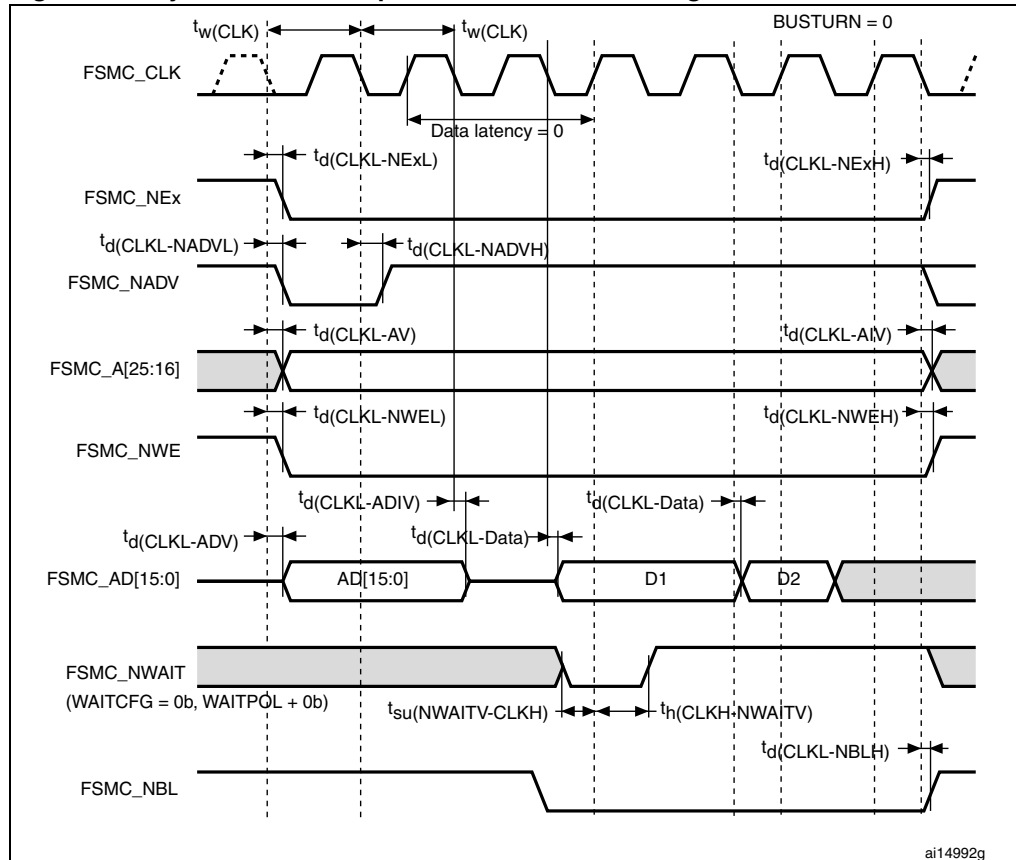 BUSTURN = 0
tw(CLK)
tw(CLK)
FSMC_CLK
Data latency = 0
td(CLKL-NExL)
td(CLKL-NExH)
FSMC_NEx
td(CLKL-NADVL)
td(CLKL-NADVH)
FSMC_NADV
td(CLKL-AV)
td(CLKL-AIV)
FSMC_A[25:16]
td(CLKL-NWEL)
td(CLKL-NWEH)
FSMC_NWE
td(CLKL-ADIV)
td(CLKL-Data)
td(CLKL-ADV)
td(CLKL-Data)
FSMC_AD[15:0]
AD[15:0]
D1
D2
FSMC_NWAIT
(WAITCFG = 0b, WAITPOL + 0b)
tsu(NWAITV-CLKH)
th(CLKH-NWAITV)
td(CLKL-NBLH)
FSMC_NBL
ai14992g